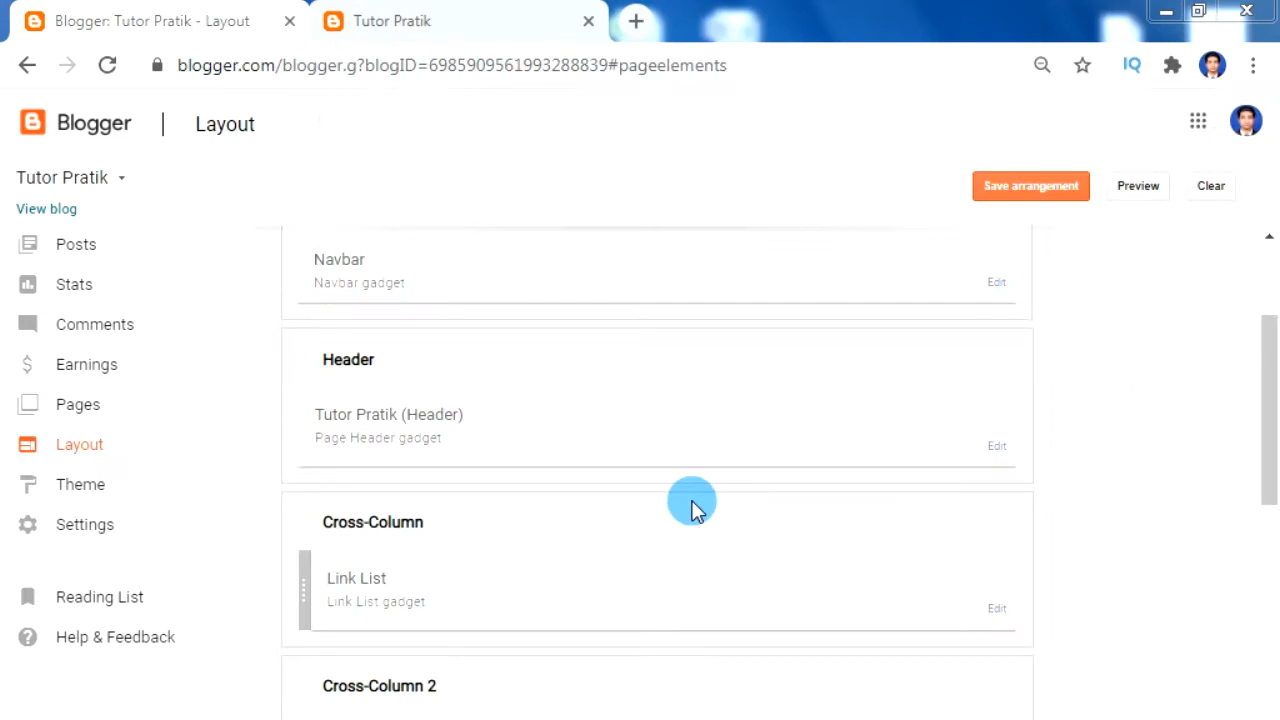 Blogger: Tutor Pratik - Layout
Tutor Pratik
blogger.com/blogger.g?blogID=6985909561993288839#pageelements
IQ
Blogger | Layout
Tutor Pratik
View blog
Save arrangement
Preview
Clear
Posts
Stats
Comments
Earnings
Pages
Layout
Theme
Settings
Reading List
Help & Feedback
Navbar
Navbar gadget
Edit
Header
Tutor Pratik (Header)
Page Header gadget
Edit
Cross-Column
Link List
Link List gadget
Edit
Cross-Column 2